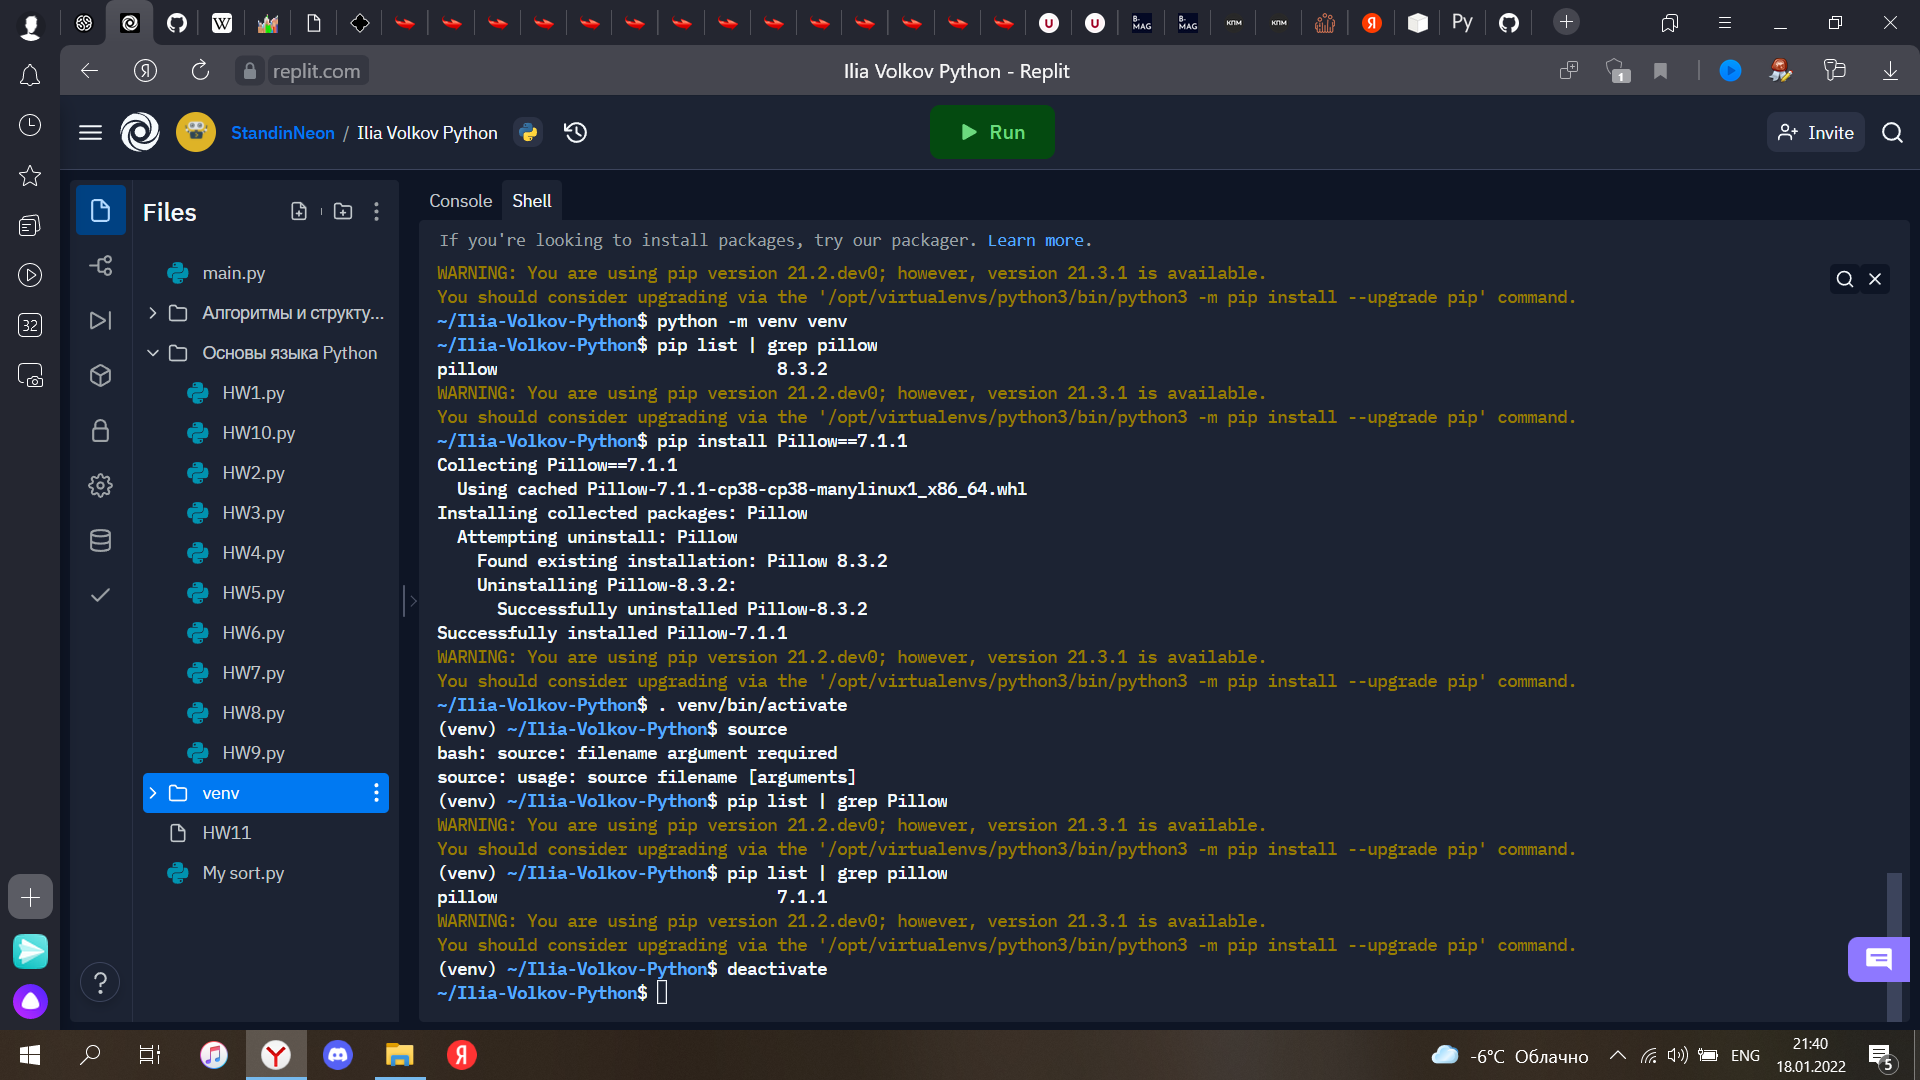 W
U
U
B-MAG
B-MAG
КПМ
КПМ
Я
Py
Я
replit.com
Ilia Volkov Python - Replit
1
StandinNeon / Ilia Volkov Python
Run
Invite
32
Files
main.py
Алгоритмы и структу...
Основы языка Python
HW1.py
HW10.py
HW2.py
HW3.py
HW4.py
HW5.py
HW6.py
HW7.py
HW8.py
HW9.py
venv
HW11
My sort.py
?
Console
Shell
If you're looking to install packages, try our packager. Learn more.
WARNING: You are using pip version 21.2.dev0; however, version 21.3.1 is available.
You should consider upgrading via the '/opt/virtualenvs/python3/bin/python3 -m pip install --upgrade pip' command.
~/Ilia-Volkov-Python$ python -m venv venv
~/Ilia-Volkov-Python$ pip list | grep pillow
pillow 8.3.2
WARNING: You are using pip version 21.2.dev0; however, version 21.3.1 is available.
You should consider upgrading via the '/opt/virtualenvs/python3/bin/python3 -m pip install --upgrade pip' command.
~/Ilia-Volkov-Python$ pip install Pillow==7.1.1
Collecting Pillow==7.1.1
Using cached Pillow-7.1.1-cp38-cp38-manylinux1_x86_64.whl
Installing collected packages: Pillow
Attempting uninstall: Pillow
Found existing installation: Pillow 8.3.2
Uninstalling Pillow-8.3.2:
Successfully uninstalled Pillow-8.3.2
Successfully installed Pillow-7.1.1
WARNING: You are using pip version 21.2.dev0; however, version 21.3.1 is available.
You should consider upgrading via the '/opt/virtualenvs/python3/bin/python3 -m pip install --upgrade pip' command.
~/Ilia-Volkov-Python$ . venv/bin/activate
(venv) ~/Ilia-Volkov-Python$ source
bash: source: filename argument required
source: usage: source filename [arguments]
(venv) ~/Ilia-Volkov-Python$ pip list | grep Pillow
WARNING: You are using pip version 21.2.dev0; however, version 21.3.1 is available.
You should consider upgrading via the '/opt/virtualenvs/python3/bin/python3 -m pip install --upgrade pip' command.
(venv) ~/Ilia-Volkov-Python$ pip list | grep pillow
pillow 7.1.1
WARNING: You are using pip version 21.2.dev0; however, version 21.3.1 is available.
You should consider upgrading via the '/opt/virtualenvs/python3/bin/python3 -m pip install --upgrade pip' command.
(venv) ~/Ilia-Volkov-Python$ deactivate
~/Ilia-Volkov-Python$
Y
Я
-6°C Облачно
ENG
21:40
18.01.2022
5